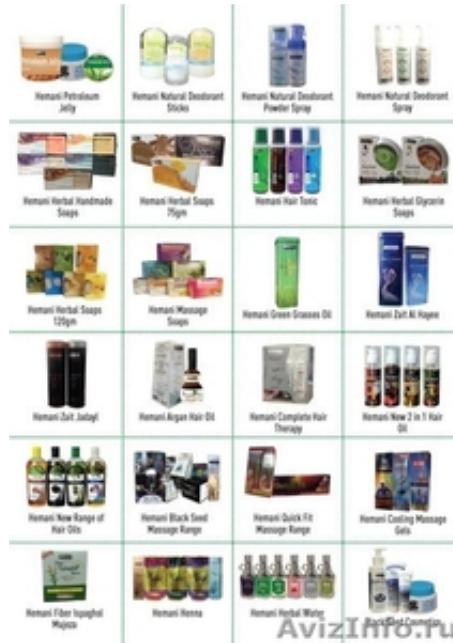 Hemani Petroleum
Jelly
Hemani Natural Deodorant
Sticks
Hemani Natural Deodorant
Powder Spray
Hemani Natural Deodorant
Spray
Hemani Herbal Handmade
Soaps
Hemani Herbal Soaps
75gm
Hemani Hair Tonic
Hemani Herbal Glycerin
Soaps
Hemani Herbal Soaps
120gm
Hemani Massage
Soaps
Hemani Green Grasses Oil
Hemani Zait Al Hayee
Hemani Zait Jadayl
Hemani Argan Hair Oil
Hemani Complete Hair
Therapy
Hemani New 2 in 1 Hair
Oil
Hemani New Range of
Hair Oils
Hemani Black Seed
Massage Range
Hemani Quick Fit
Massage Range
Hemani Cooling Massage
Gels
Hemani Fiber Ispaghol
Hemani Henna
Hemani Herbal Water
Black Seed Cosmetics
AvizInfo.ru